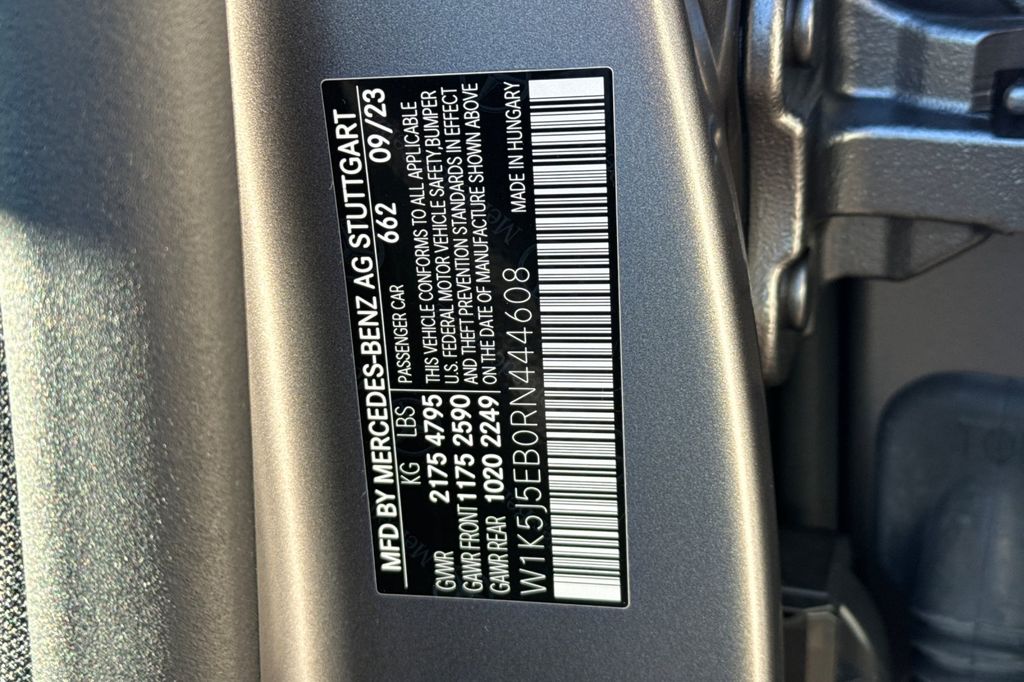 MFD BY MERCEDES-BENZ AG STUTTGART
KG LBS 662 09/23
GVWR 2175 4795
GAWR FRONT 1175 2590
GAWR REAR 1020 2249
PASSENGER CAR
THIS VEHICLE CONFORMS TO ALL APPLICABLE
U.S. FEDERAL MOTOR VEHICLE SAFETY,BUMPER
AND THEFT PREVENTION STANDARDS IN EFFECT
ON THE DATE OF MANUFACTURE SHOWN ABOVE
MADE IN HUNGARY
W1K5J5EB0RN444608